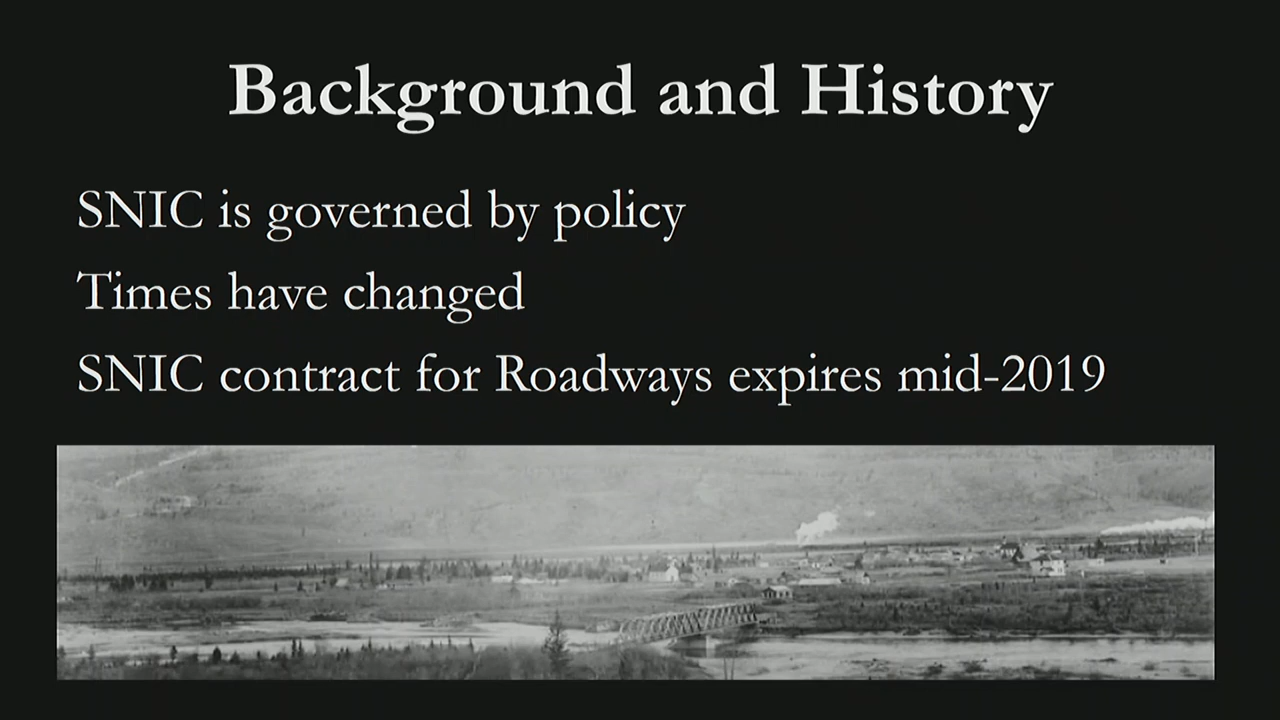 Background and History
SNIC is governed by policy
Times have changed
SNIC contract for Roadways expires mid-2019